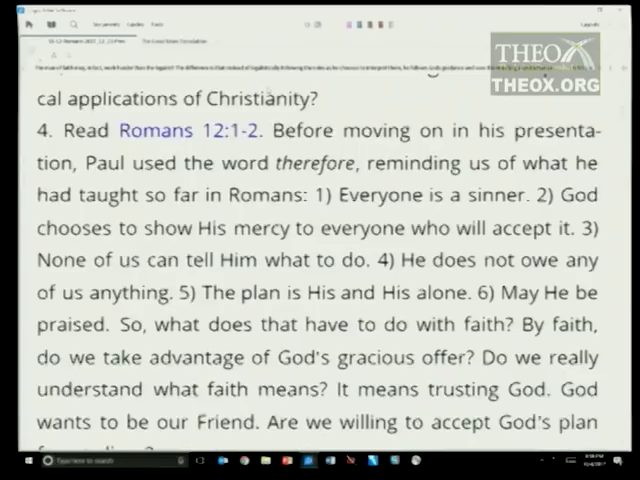 THEOX
THEOX.ORG
cal applications of Christianity?
4. Read Romans 12:1-2. Before moving on in his presenta-
tion, Paul used the word therefore, reminding us of what he
had taught so far in Romans: 1) Everyone is a sinner. 2) God
chooses to show His mercy to everyone who will accept it. 3)
None of us can tell Him what to do. 4) He does not owe any
of us anything. 5) The plan is His and His alone. 6) May He be
praised. So, what does that have to do with faith? By faith,
do we take advantage of God's gracious offer? Do we really
understand what faith means? It means trusting God. God
wants to be our Friend. Are we willing to accept God's plan
Type here to search